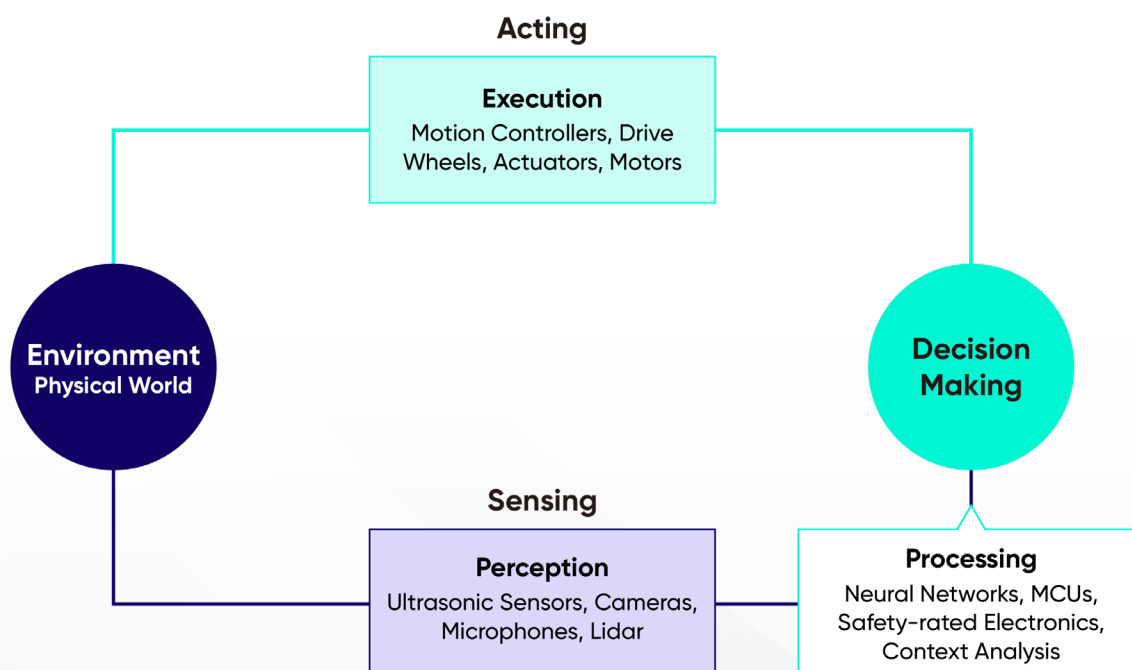 Acting
Execution
Motion Controllers, Drive
Wheels, Actuators, Motors
Environment
Physical World
Decision
Making
Sensing
Perception
Ultrasonic Sensors, Cameras,
Microphones, Lidar
Processing
Neural Networks, MCUs,
Safety-rated Electronics,
Context Analysis